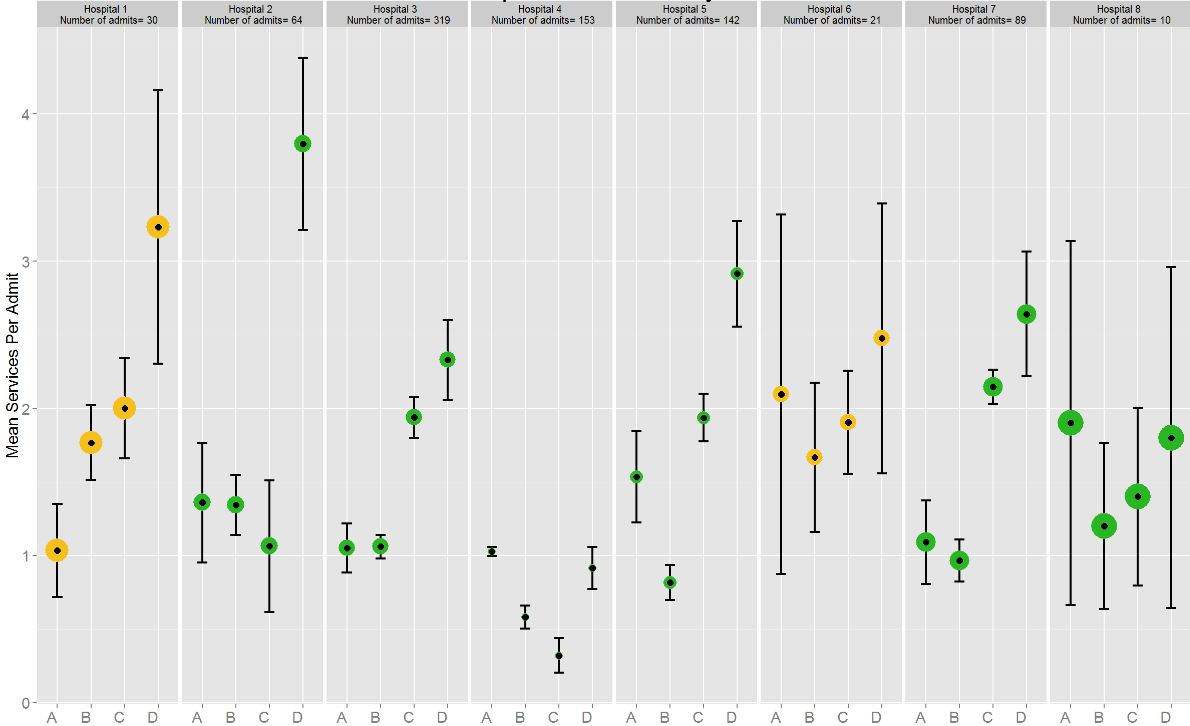 Hospital 1
Number of admits= 30
Hospital 2
Number of admits= 64
Hospital 3
Number of admits= 319
Hospital 4
Number of admits= 153
Hospital 5
Number of admits= 142
Hospital 6
Number of admits= 21
Hospital 7
Number of admits= 89
Hospital 8
Number of admits= 10
Mean Services Per Admit
4
3
2
1
0
A B C D A B C D A B C D A B C D A B C D A B C D A B C D A B C D